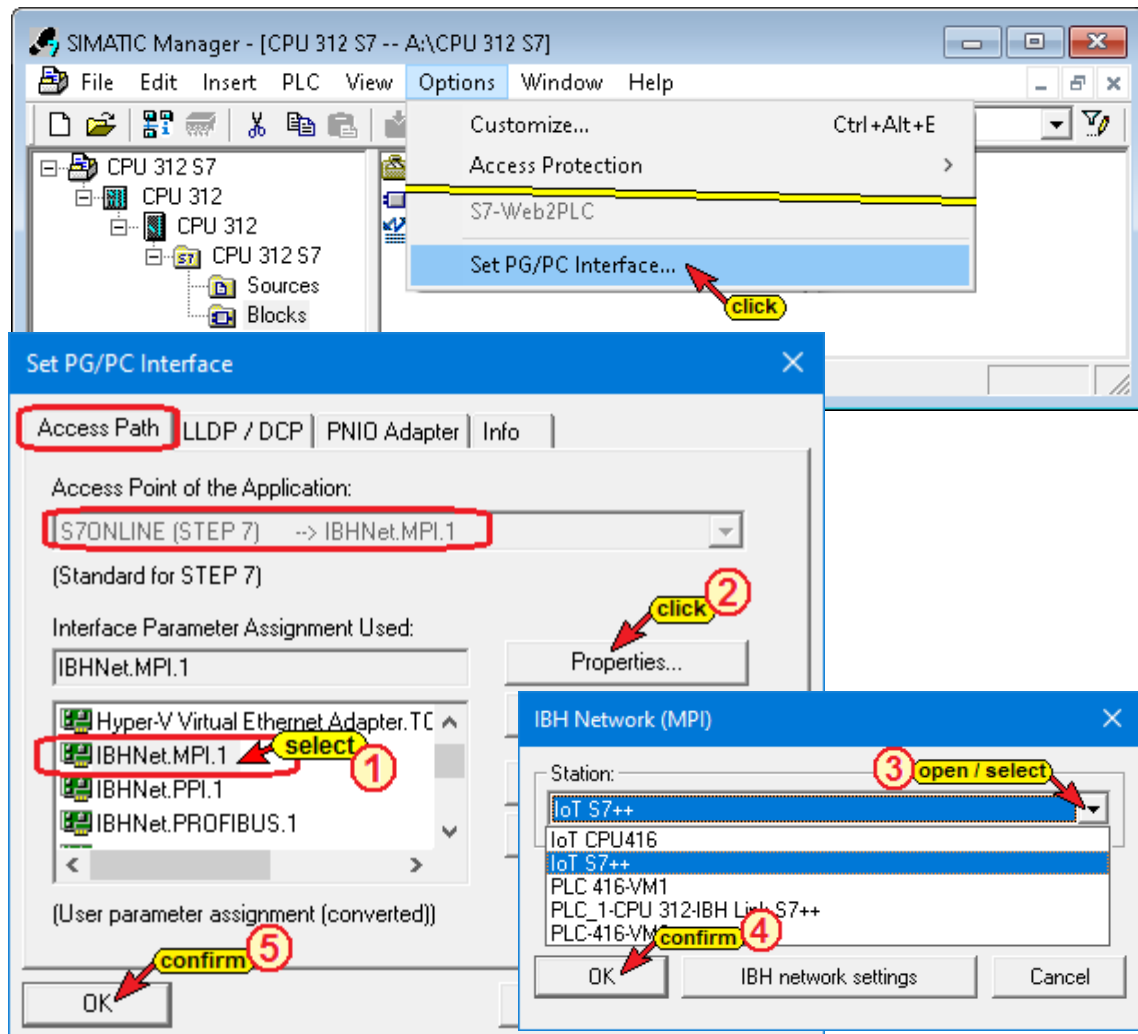 SIMATIC Manager - [CPU 312 S7 -- A:\CPU 312 S7]
File Edit Insert PLC View Options Window Help
Customize... Ctrl+Alt+E
Access Protection
S7-Web2PLC
Set PG/PC Interface...
click
CPU 312 S7
CPU 312
CPU 312
S7 CPU 312 S7
Sources
Blocks
Set PG/PC Interface
Access Path LLDP / DCP PNIO Adapter Info
Access Point of the Application:
S7ONLINE (STEP 7) --> IBHNet.MPI.1
(Standard for STEP 7)
click 2
Interface Parameter Assignment Used:
IBHNet.MPI.1
Properties...
Hyper-V Virtual Ethernet Adapter.TC
IBHNet.MPI.1 select 1
IBHNet.PPI.1
IBHNet.PROFIBUS.1
(User parameter assignment (converted))
confirm 5
OK
IBH Network (MPI)
Station: 3 open / select
IoT S7++
IoT CPU416
IoT S7++
PLC 416-VM1
PLC_1-CPU 312-IBH Link S7++
confirm 4
OK IBH network settings Cancel